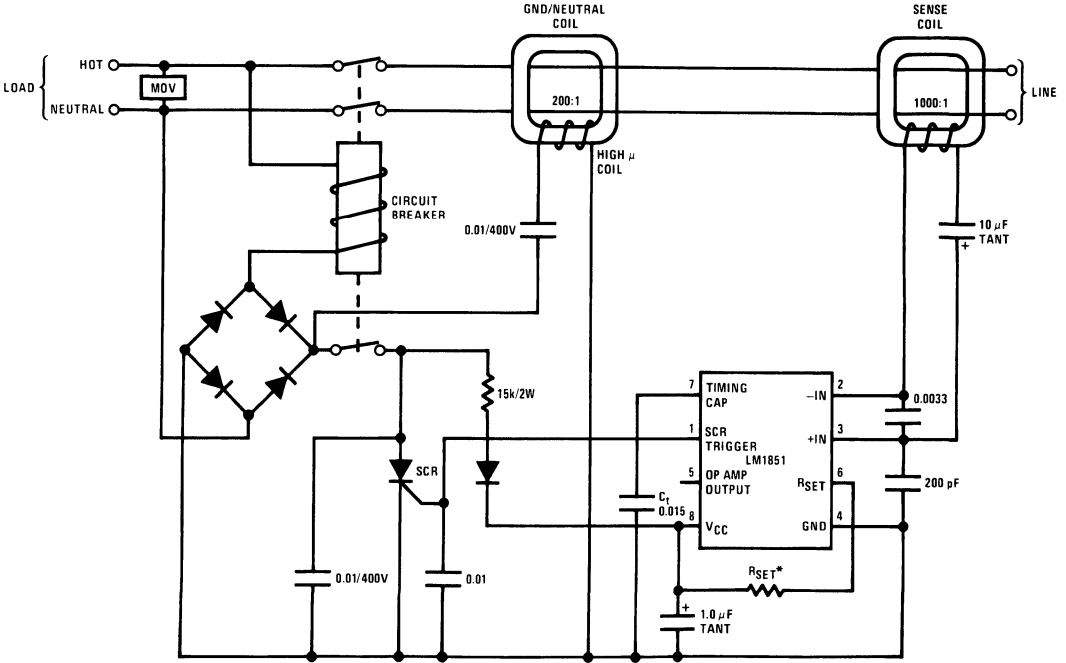 GND/NEUTRAL
COIL
SENSE
COIL
LOAD
HOT
MOV
NEUTRAL
200:1
1000:1
LINE
HIGH μ
COIL
CIRCUIT
BREAKER
0.01/400V
10 μF
TANT
+
15k/2W
7
TIMING
CAP
2
−IN
0.0033
1
SCR
TRIGGER
3
+IN
LM1851
SCR
5
OP AMP
OUTPUT
6
RSET
200 pF
Ct
0.015
8
VCC
4
GND
0.01/400V
0.01
RSET*
+
1.0 μF
TANT